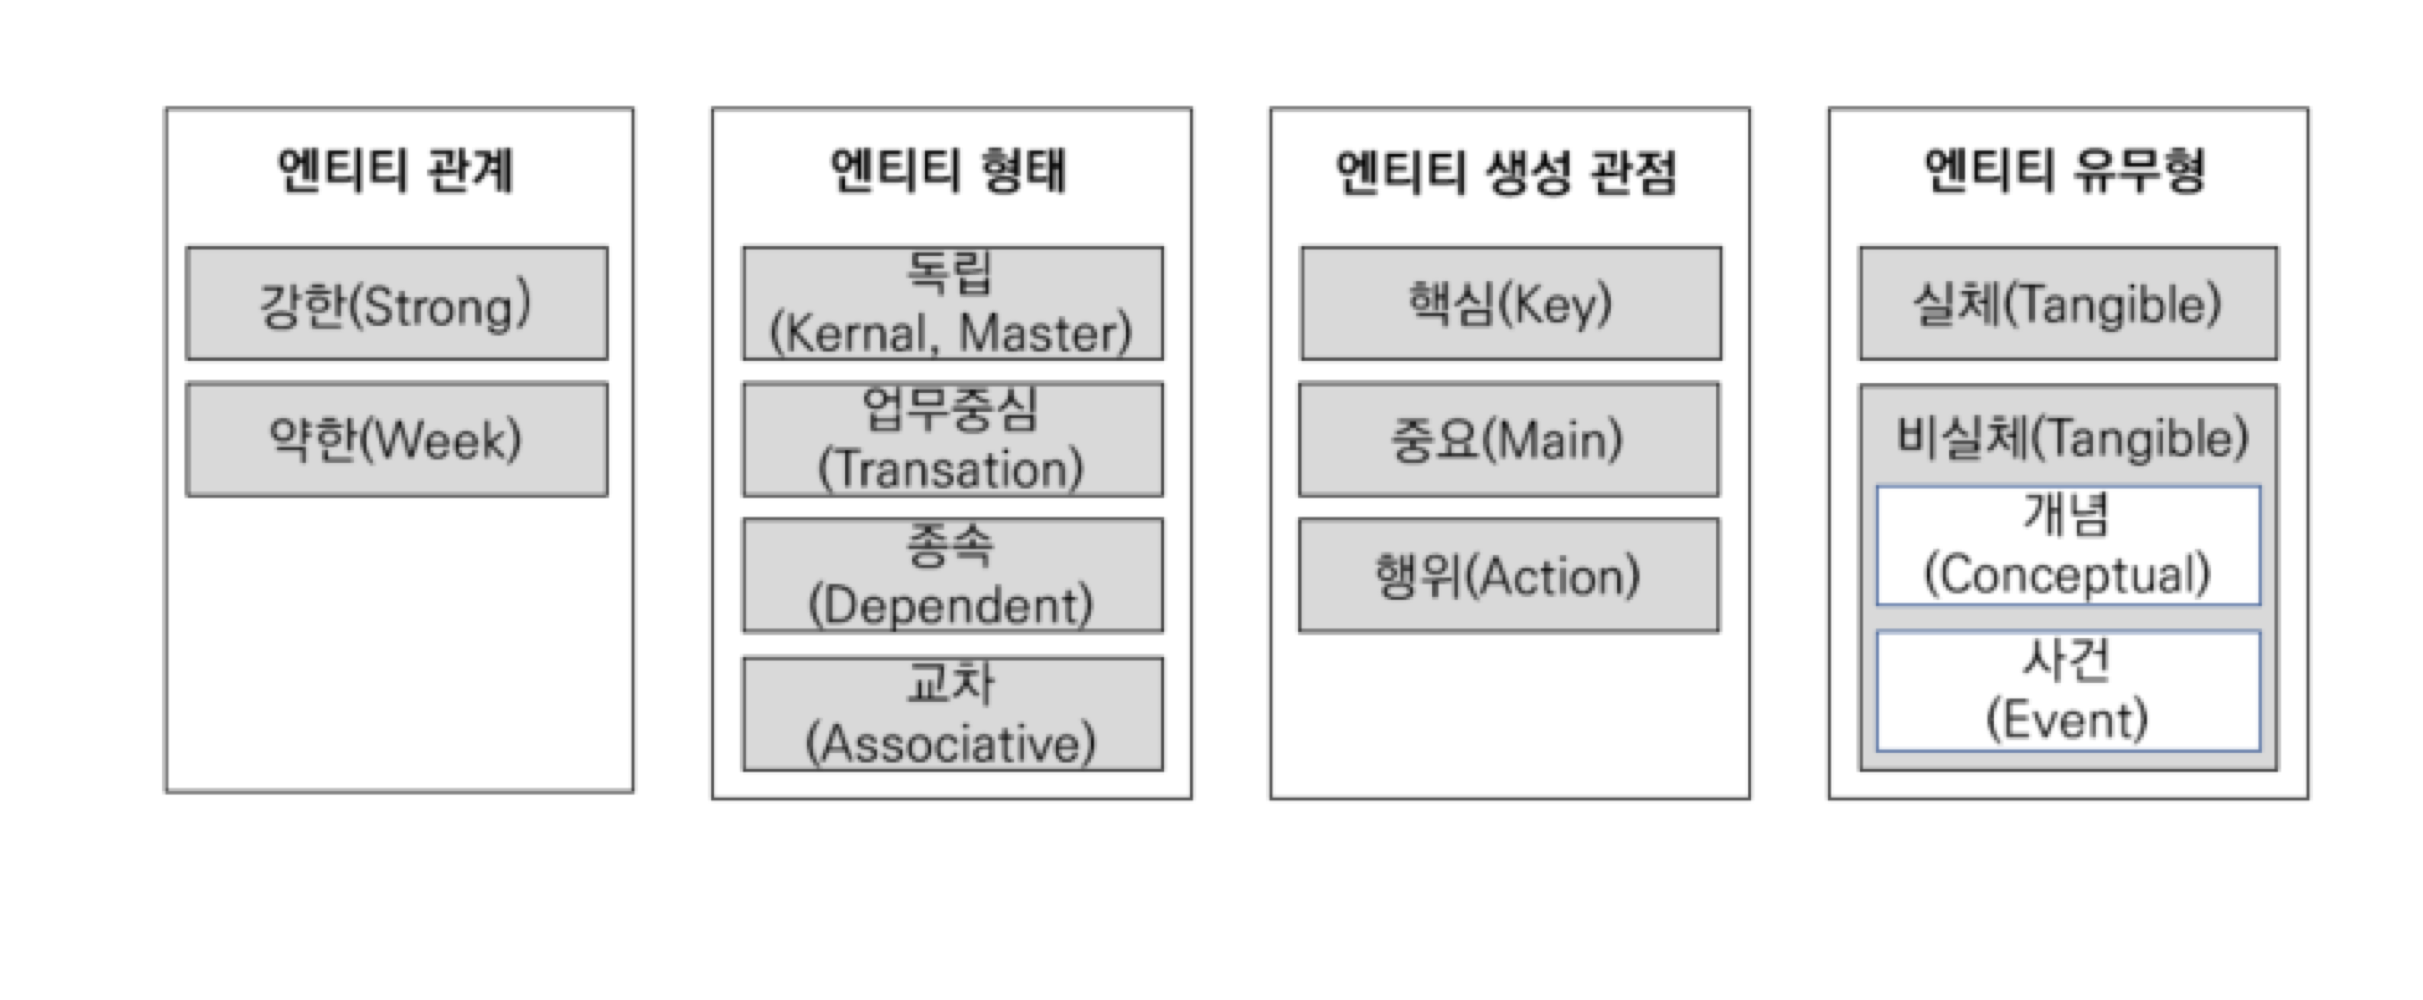 엔티티 관계
강한(Strong)
약한(Week)
엔티티 형태
독립
(Kernal, Master)
업무중심
(Transation)
종속
(Dependent)
교차
(Associative)
엔티티 생성 관점
핵심(Key)
중요(Main)
행위(Action)
엔티티 유무형
실체(Tangible)
비실체(Tangible)
개념
(Conceptual)
사건
(Event)